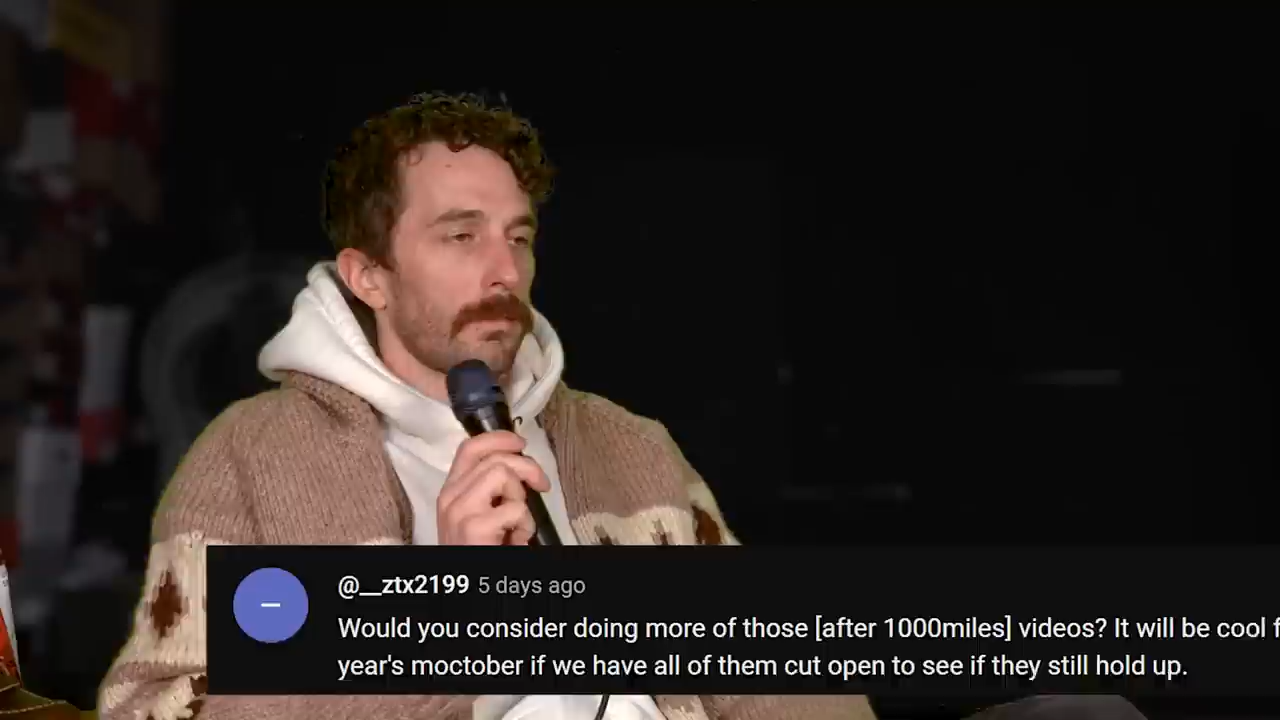 @__ztx2199 5 days ago
Would you consider doing more of those [after 1000miles] videos? It will be cool
year's moctober if we have all of them cut open to see if they still hold up.